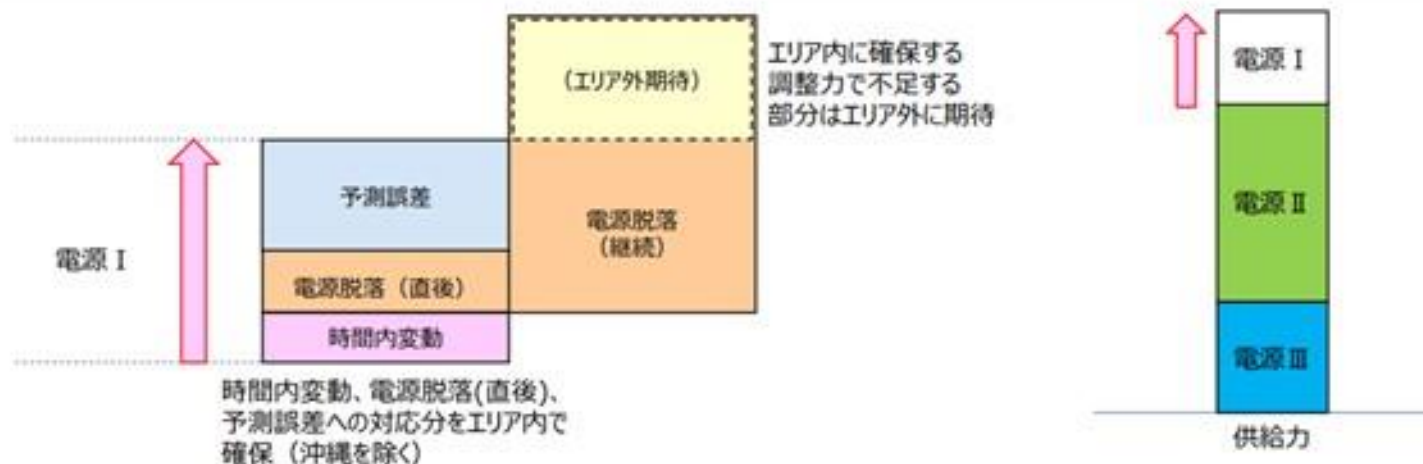 (エリア外期待)
エリア内に確保する
調整力で不足する
部分はエリア外に期待
電源Ⅰ
予測誤差
電源脱落
(継続)
電源脱落(直後)
時間内変動
時間内変動、電源脱落(直後)、
予測誤差への対応分をエリア内で
確保(沖縄を除く)
電源Ⅰ
電源Ⅱ
電源Ⅲ
供給力